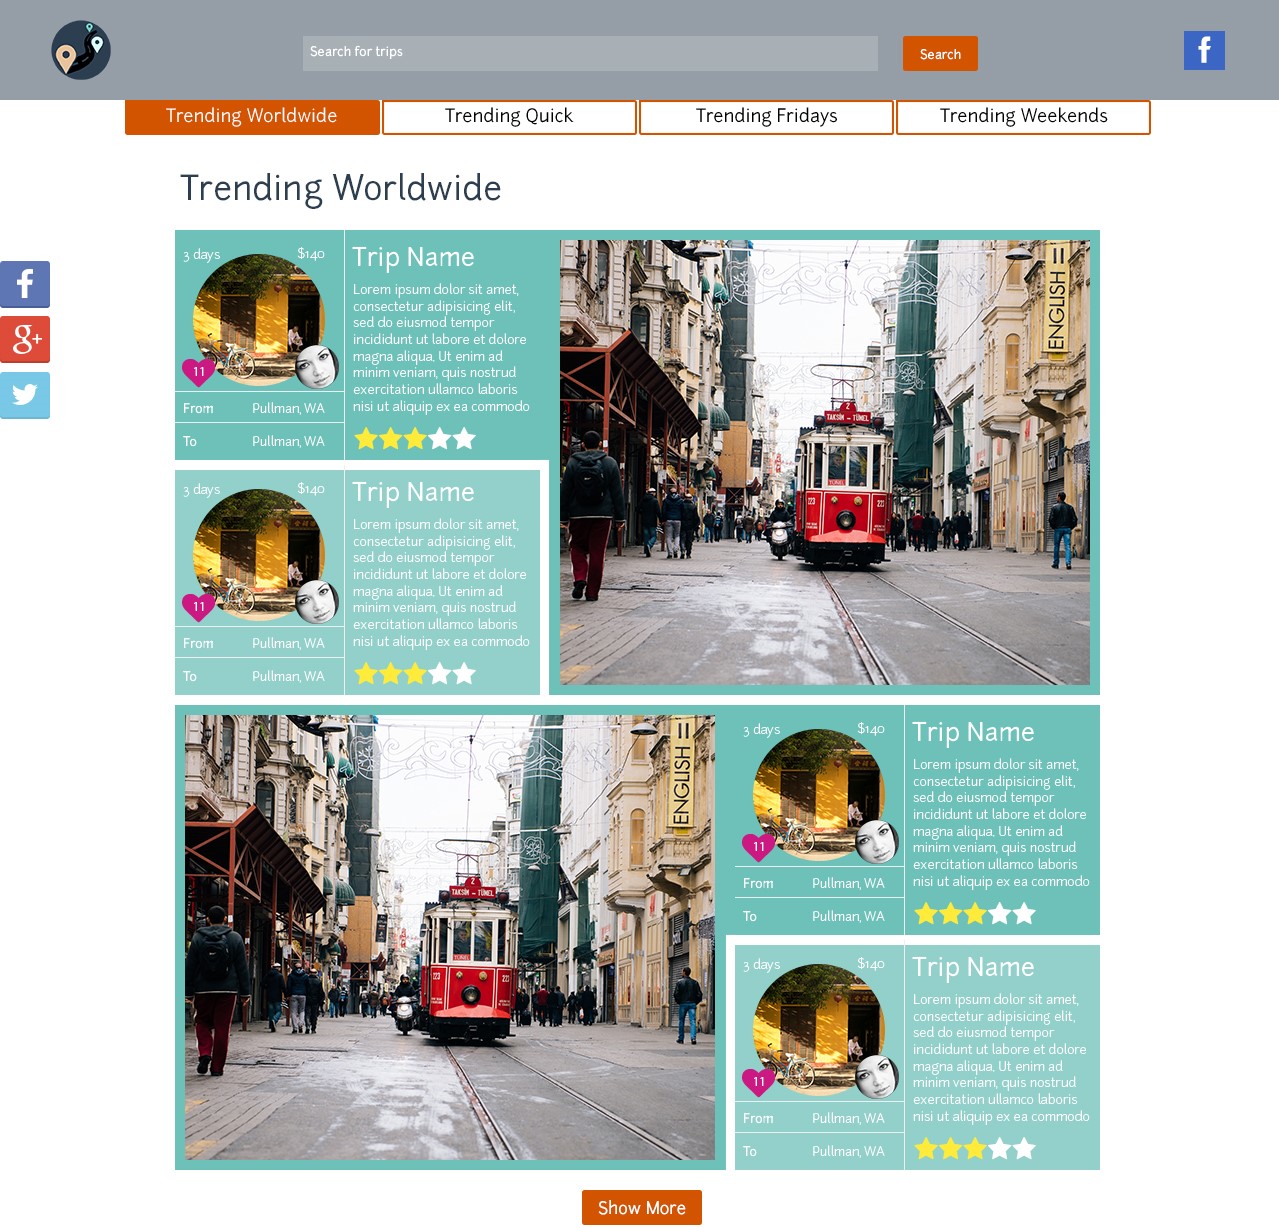 Search for trips
Search
Trending Worldwide
Trending Quick
Trending Fridays
Trending Weekends
Trending Worldwide
3 days
$140
11
From Pullman, WA
To Pullman, WA
Trip Name
Lorem ipsum dolor sit amet,
consectetur adipisicing elit,
sed do eiusmod tempor
incididunt ut labore et dolore
magna aliqua. Ut enim ad
minim veniam, quis nostrud
exercitation ullamco laboris
nisi ut aliquip ex ea commodo
ENGLISH
2
TAKSİM - TÜNEL
TÜNEL
223
223
3 days
$140
11
From Pullman, WA
To Pullman, WA
Trip Name
Lorem ipsum dolor sit amet,
consectetur adipisicing elit,
sed do eiusmod tempor
incididunt ut labore et dolore
magna aliqua. Ut enim ad
minim veniam, quis nostrud
exercitation ullamco laboris
nisi ut aliquip ex ea commodo
ENGLISH
2
TAKSİM - TÜNEL
TÜNEL
223
223
3 days
$140
11
From Pullman, WA
To Pullman, WA
Trip Name
Lorem ipsum dolor sit amet,
consectetur adipisicing elit,
sed do eiusmod tempor
incididunt ut labore et dolore
magna aliqua. Ut enim ad
minim veniam, quis nostrud
exercitation ullamco laboris
nisi ut aliquip ex ea commodo
3 days
$140
11
From Pullman, WA
To Pullman, WA
Trip Name
Lorem ipsum dolor sit amet,
consectetur adipisicing elit,
sed do eiusmod tempor
incididunt ut labore et dolore
magna aliqua. Ut enim ad
minim veniam, quis nostrud
exercitation ullamco laboris
nisi ut aliquip ex ea commodo
Show More